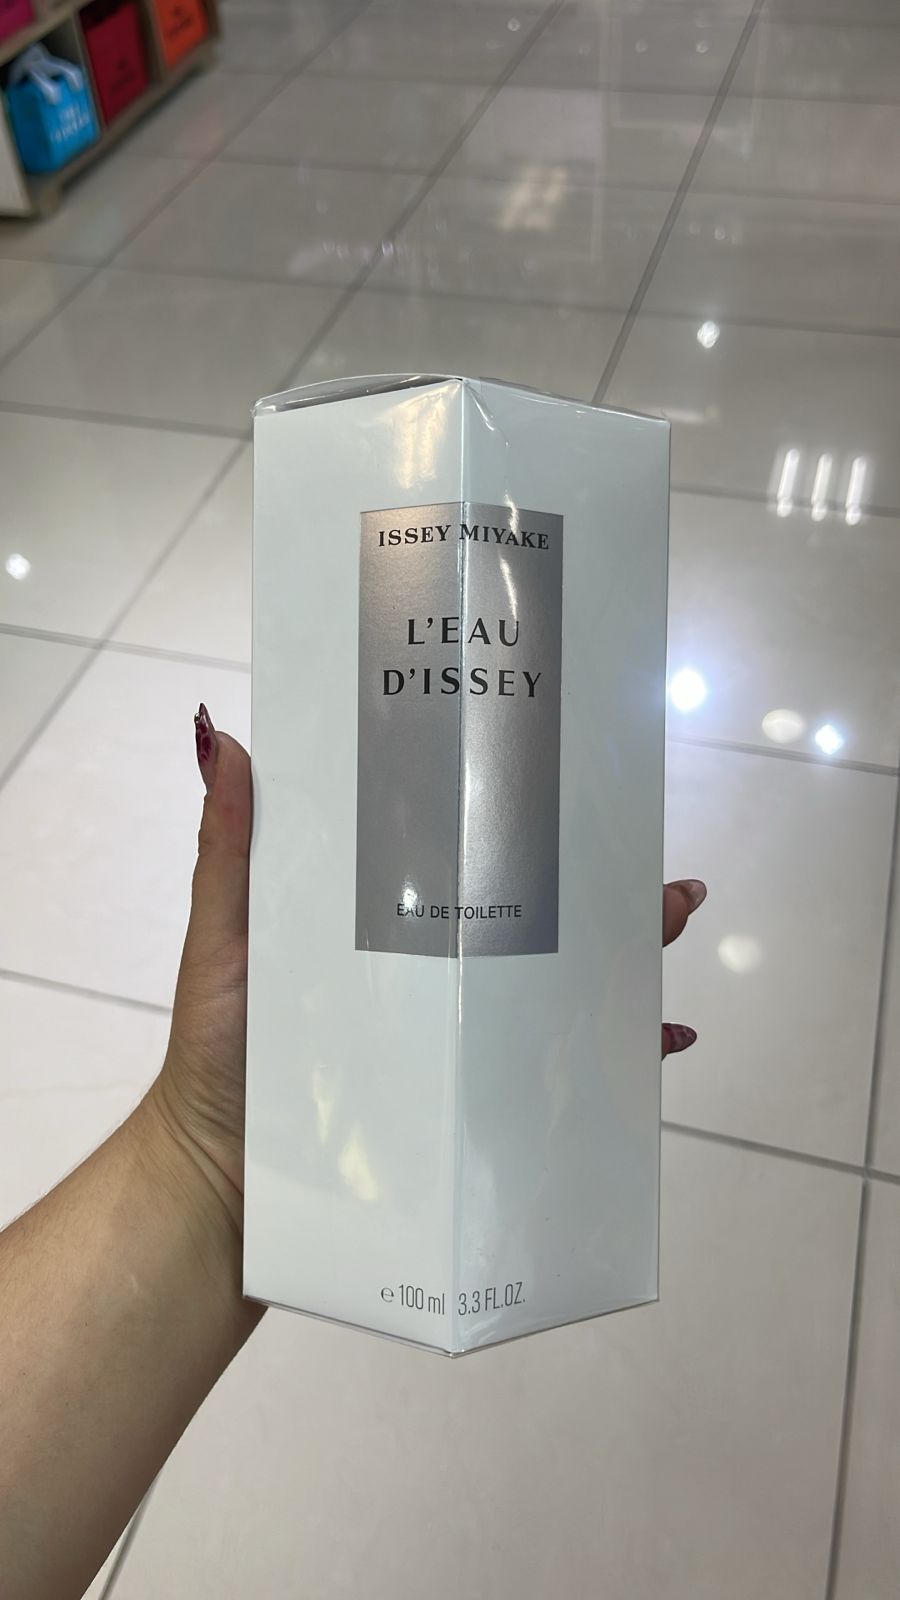 ISSEY MIYAKE
L'EAU
D'ISSEY
EAU DE TOILETTE
℮ 100 ml 3.3 FL.OZ.